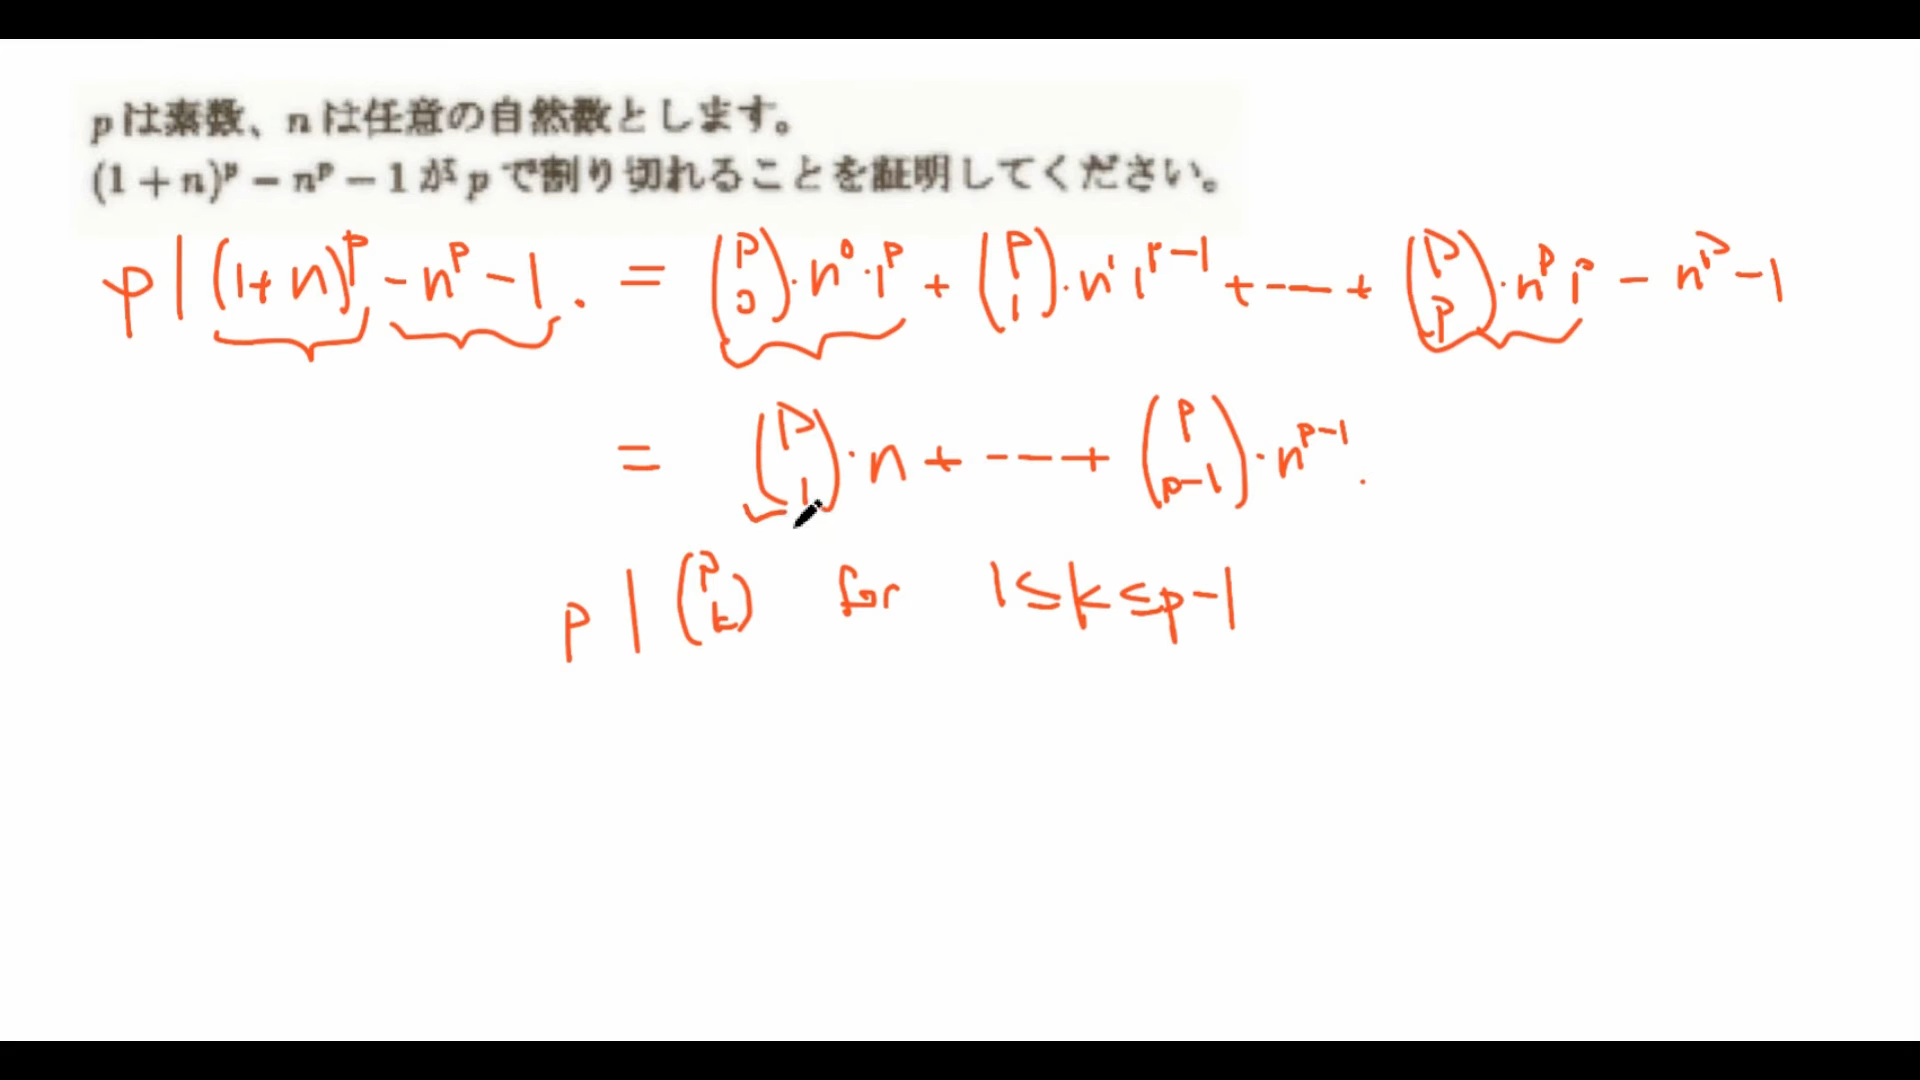 pは素数、nは任意の自然数とします。
(1+n)^p − n^p − 1がpで割り切れることを証明してください。
p | (1+n)^p − n^p − 1. = (p 0)·n^0·1^p + (p 1)·n^1 1^{p−1} + --- + (p p)·n^p 1^0 − n^p − 1
= (p 1)·n + --- + (p p−1)·n^{p−1}.
p | (p k) for 1≤k≤p−1